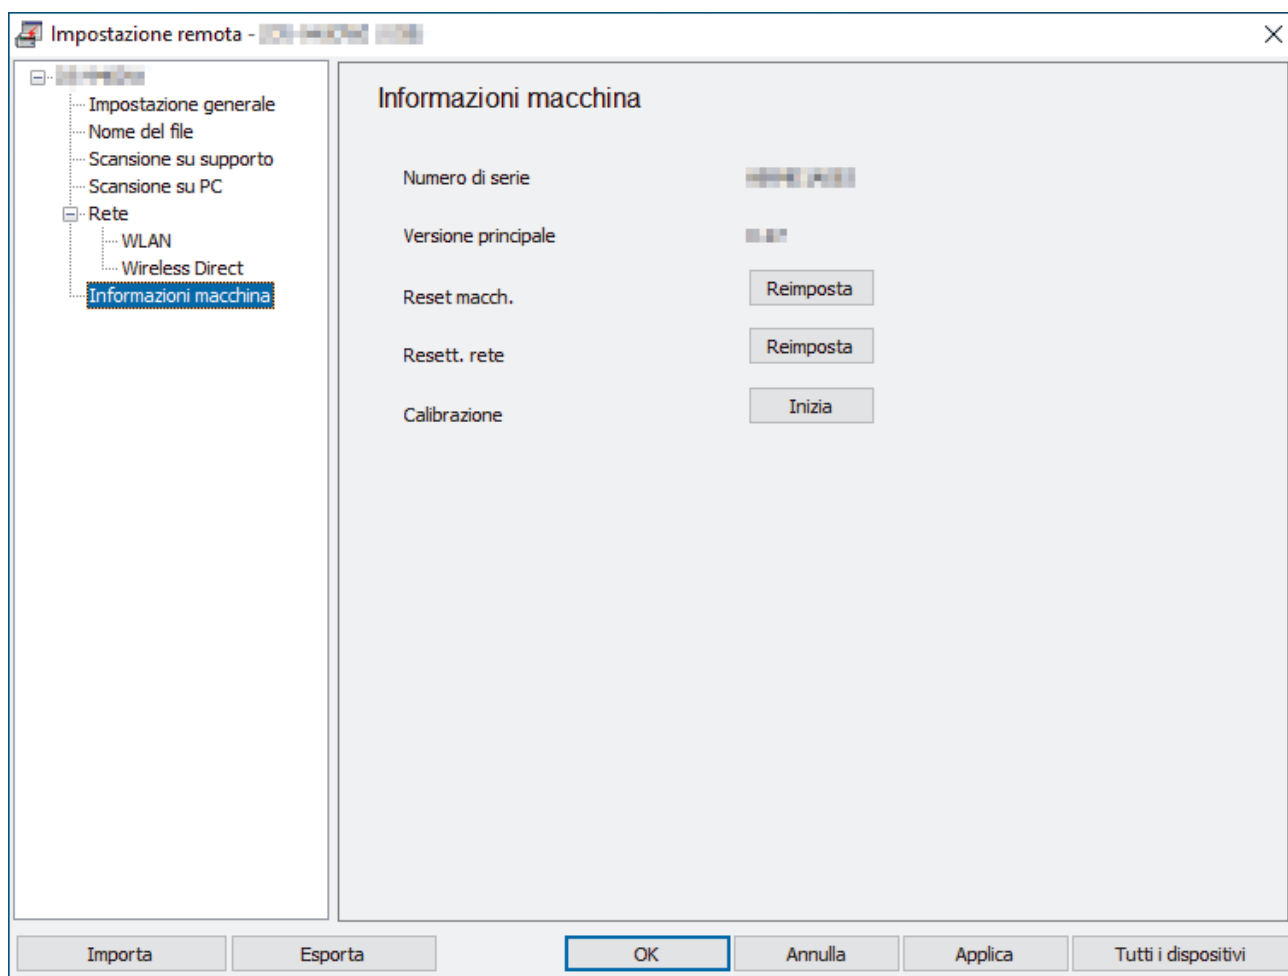 Impostazione remota -
Impostazione generale
Nome del file
Scansione su supporto
Scansione su PC
Rete
WLAN
Wireless Direct
Informazioni macchina
Informazioni macchina
Numero di serie
Versione principale
Reset macch.
Reimposta
Resett. rete
Reimposta
Calibrazione
Inizia
Importa
Esporta
OK
Annulla
Applica
Tutti i dispositivi